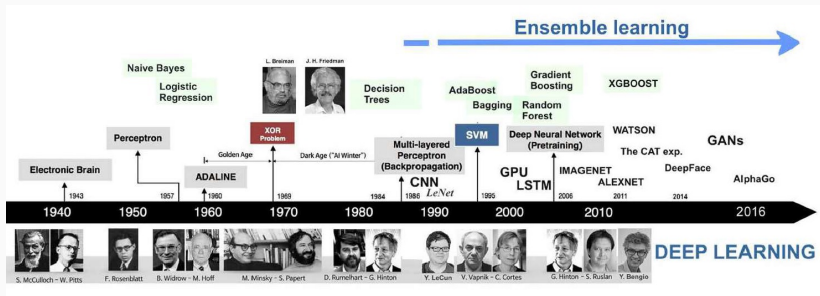 Ensemble learning
L. Breiman
J. H. Friedman
Naive Bayes
Logistic
Regression
Decision
Trees
AdaBoost
Bagging
Gradient
Boosting
Random
Forest
XGBOOST
Perceptron
XOR
Problem
Golden Age
Dark Age ("AI Winter")
Multi-layered
Perceptron
(Backpropagation)
SVM
Deep Neural Network
(Pretraining)
WATSON
GANs
The CAT exp.
Electronic Brain
ADALINE
CNN
LeNet
GPU
LSTM
IMAGENET
ALEXNET
DeepFace
AlphaGo
1943
1957
1960
1969
1984
1986
1995
2006
2011
2014
1940
1950
1960
1970
1980
1990
2000
2010
2016
S. McCulloch - W. Pitts
F. Rosenblatt
B. Widrow - M. Hoff
M. Minsky - S. Papert
D. Rumelhart - G. Hinton
Y. LeCun
V. Vapnik - C. Cortes
G. Hinton - S. Ruslan
Y. Bengio
DEEP LEARNING